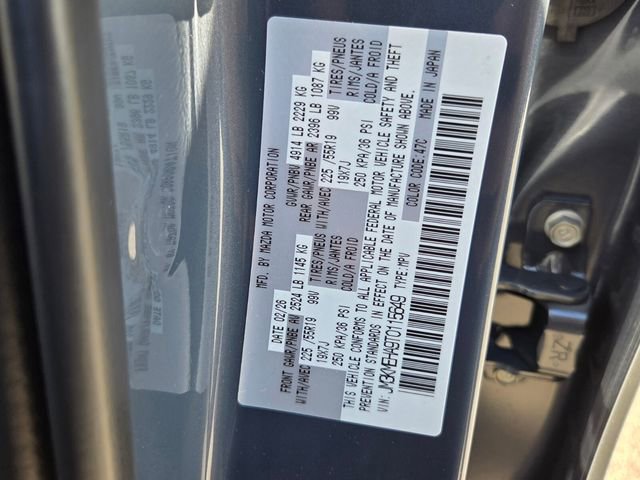 MFD. BY MAZDA MOTOR CORPORATION
DATE 02/26 GVWR/PNBV 4914 LB 2229 KG
FRONT GAWR/PNBE AV 2524 LB 1145 KG REAR GAWR/PNBE AR 2396 LB 1087 KG
WITH/AVEC TIRES/PNEUS WITH/AVEC TIRES/PNEUS
225 /55R19 99V RIMS/JANTES 225 /55R19 99V RIMS/JANTES
19X7J COLD/A FROID 19X7J COLD/A FROID
250 KPA/36 PSI 250 KPA/36 PSI
THIS VEHICLE CONFORMS TO ALL APPLICABLE FEDERAL MOTOR VEHICLE SAFETY AND THEFT
PREVENTION STANDARDS IN EFFECT ON THE DATE OF MANUFACTURE SHOWN ABOVE.
VIN: TYPE:MPV COLOR CODE:47C MADE IN JAPAN